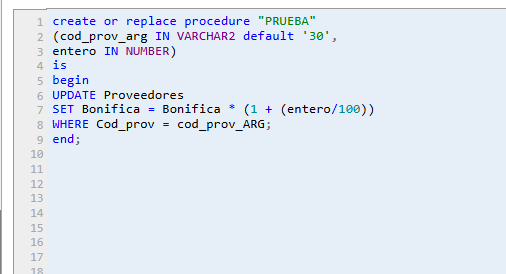 1 create or replace procedure "PRUEBA"
2 (cod_prov_arg IN VARCHAR2 default '30',
3 entero IN NUMBER)
4 is
5 begin
6 UPDATE Proveedores
7 SET Bonifica = Bonifica * (1 + (entero/100))
8 WHERE Cod_prov = cod_prov_ARG;
9 end;
10
11
12
13
14
15
16
17
18